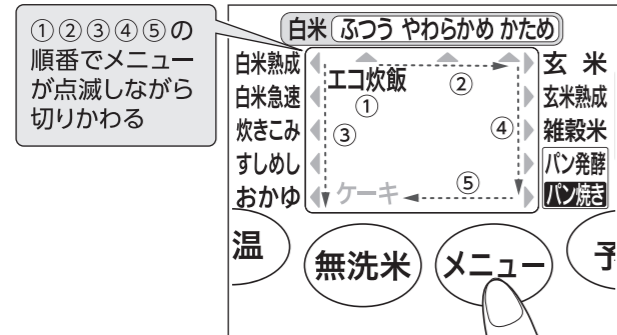 ①②③④⑤の
順番でメニュー
が点滅しながら
切りかわる
白米 ふつう やわらかめ かため
白米熟成
白米急速
炊きこみ
すしめし
おかゆ
エコ炊飯
①
②
③
④
⑤
ケーキ
玄米
玄米熟成
雑穀米
パン発酵
パン焼き
温
無洗米
メニュー
予